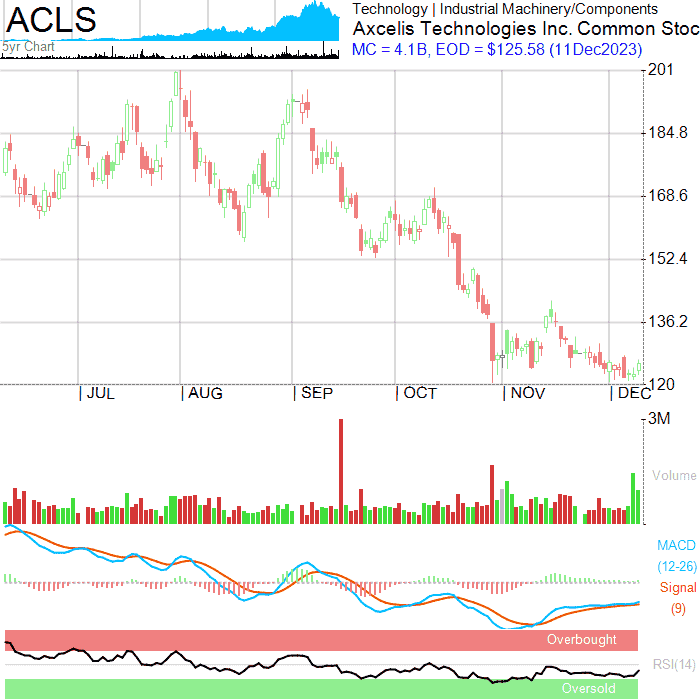 ACLS
5yr Chart
Technology | Industrial Machinery/Components
Axcelis Technologies Inc. Common Stoc
MC = 4.1B, EOD = $125.58 (11Dec2023)
201
184.8
168.6
152.4
136.2
120
| JUL | AUG | SEP | OCT | NOV | DEC
3M
Volume
MACD
(12-26)
Signal
(9)
Overbought
RSI(14)
Oversold